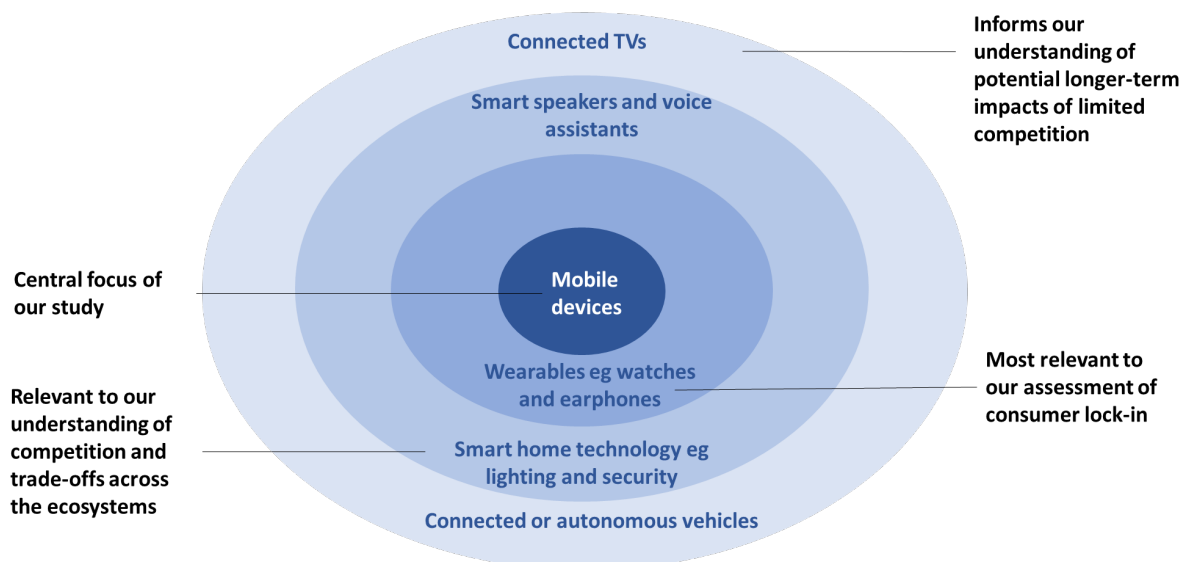 Connected TVs
Informs our
understanding of
potential longer-term
impacts of limited
competition
Smart speakers and voice
assistants
Central focus of
our study
Mobile
devices
Wearables eg watches
and earphones
Most relevant to
our assessment of
consumer lock-in
Relevant to our
understanding of
competition and
trade-offs across
the ecosystems
Smart home technology eg
lighting and security
Connected or autonomous vehicles